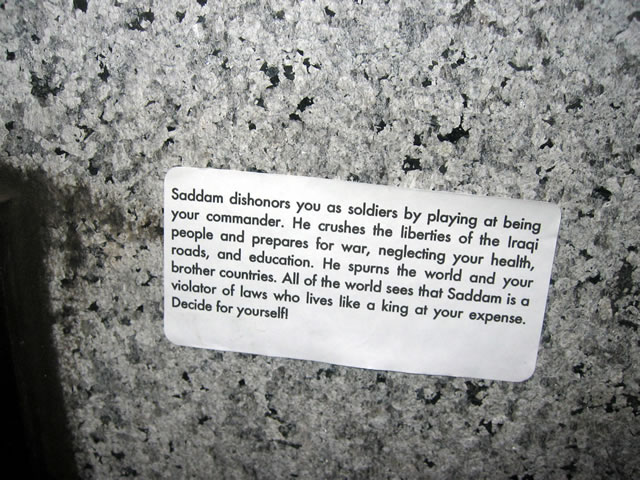 Saddam dishonors you as soldiers by playing at being
your commander. He crushes the liberties of the Iraqi
people and prepares for war, neglecting your health,
roads, and education. He spurns the world and your
brother countries. All of the world sees that Saddam is a
violator of laws who lives like a king at your expense.
Decide for yourself!